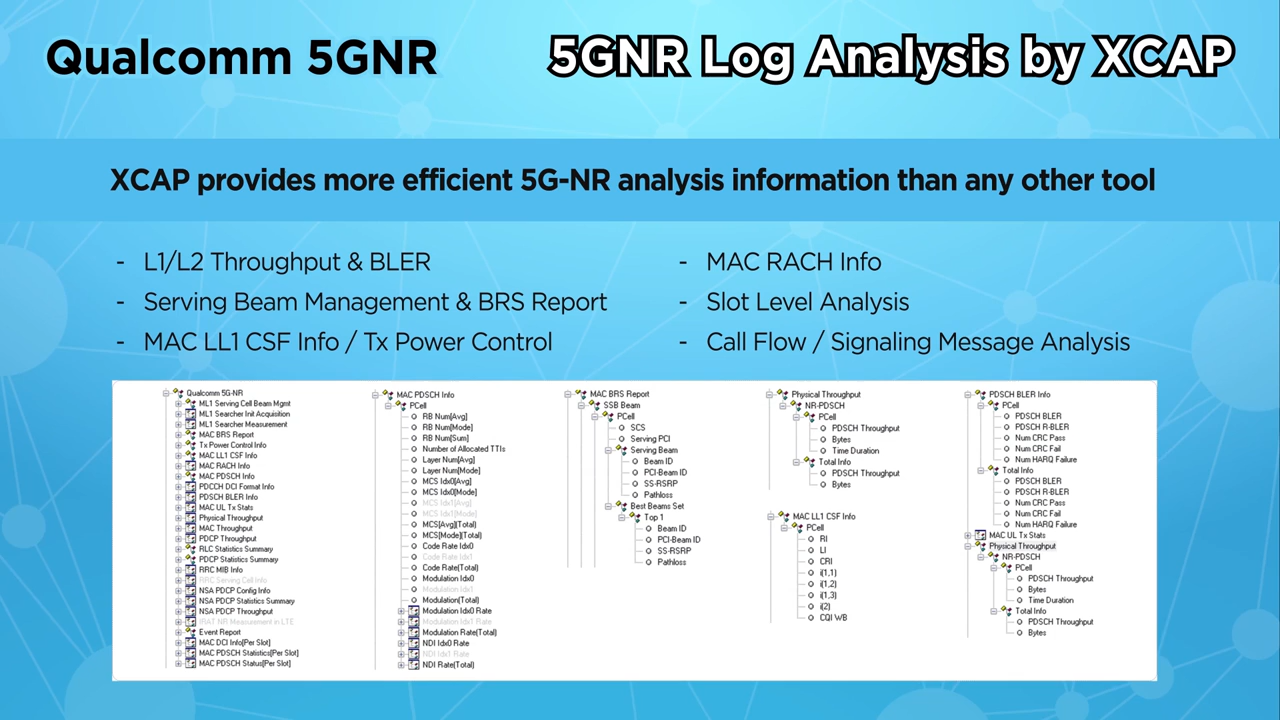 Qualcomm 5GNR
5GNR Log Analysis by XCAP
XCAP provides more efficient 5G-NR analysis information than any other tool
- L1/L2 Throughput & BLER
- Serving Beam Management & BRS Report
- MAC LL1 CSF Info / Tx Power Control
- MAC RACH Info
- Slot Level Analysis
- Call Flow / Signaling Message Analysis
Qualcomm 5G-NR
ML1 Serving Cell Beam Mgmt
ML1 Searcher Init Acquisition
ML1 Searcher Measurement
MAC BRS Report
Tx Power Control Info
MAC LL1 CSF Info
MAC RACH Info
MAC PDSCH Info
PDCCH DCI Format Info
PDSCH BLER Info
MAC UL Tx Stats
Physical Throughput
MAC Throughput
PDCP Throughput
RLC Statistics Summary
PDCP Statistics Summary
RRC MIB Info
RRC Serving Cell Info
NSA PDCP Config Info
NSA PDCP Statistics Summary
NSA PDCP Throughput
IRAT NR Measurement in LTE
Event Report
MAC DCI Info[Per Slot]
MAC PDSCH Statistics[Per Slot]
MAC PDSCH Status[Per Slot]
MAC PDSCH Info
PCell
RB Num[Avg]
RB Num[Mode]
RB Num[Sum]
Number of Allocated TTIs
Layer Num[Avg]
Layer Num[Mode]
MCS Idx0[Avg]
MCS Idx0[Mode]
MCS Idx1[Avg]
MCS Idx1[Mode]
MCS[Avg](Total)
MCS[Mode](Total)
Code Rate Idx0
Code Rate Idx1
Code Rate(Total)
Modulation Idx0
Modulation Idx1
Modulation(Total)
Modulation Idx0 Rate
Modulation Idx1 Rate
Modulation Rate(Total)
NDI Idx0 Rate
NDI Idx1 Rate
NDI Rate(Total)
MAC BRS Report
SSB Beam
PCell
SCS
Serving PCI
Serving Beam
Beam ID
PCI-Beam ID
SS-RSRP
Pathloss
Best Beams Set
Top 1
Beam ID
PCI-Beam ID
SS-RSRP
Pathloss
Physical Throughput
NR-PDSCH
PCell
PDSCH Throughput
Bytes
Time Duration
Total Info
PDSCH Throughput
Bytes
MAC LL1 CSF Info
PCell
RI
LI
CRI
i(1,1)
i(1,2)
i(1,3)
i(2)
CQI WB
PDSCH BLER Info
PCell
PDSCH BLER
PDSCH R-BLER
Num CRC Pass
Num CRC Fail
Num HARQ Failure
Total Info
PDSCH BLER
PDSCH R-BLER
Num CRC Pass
Num CRC Fail
Num HARQ Failure
MAC UL Tx Stats
Physical Throughput
NR-PDSCH
PCell
PDSCH Throughput
Bytes
Time Duration
Total Info
PDSCH Throughput
Bytes